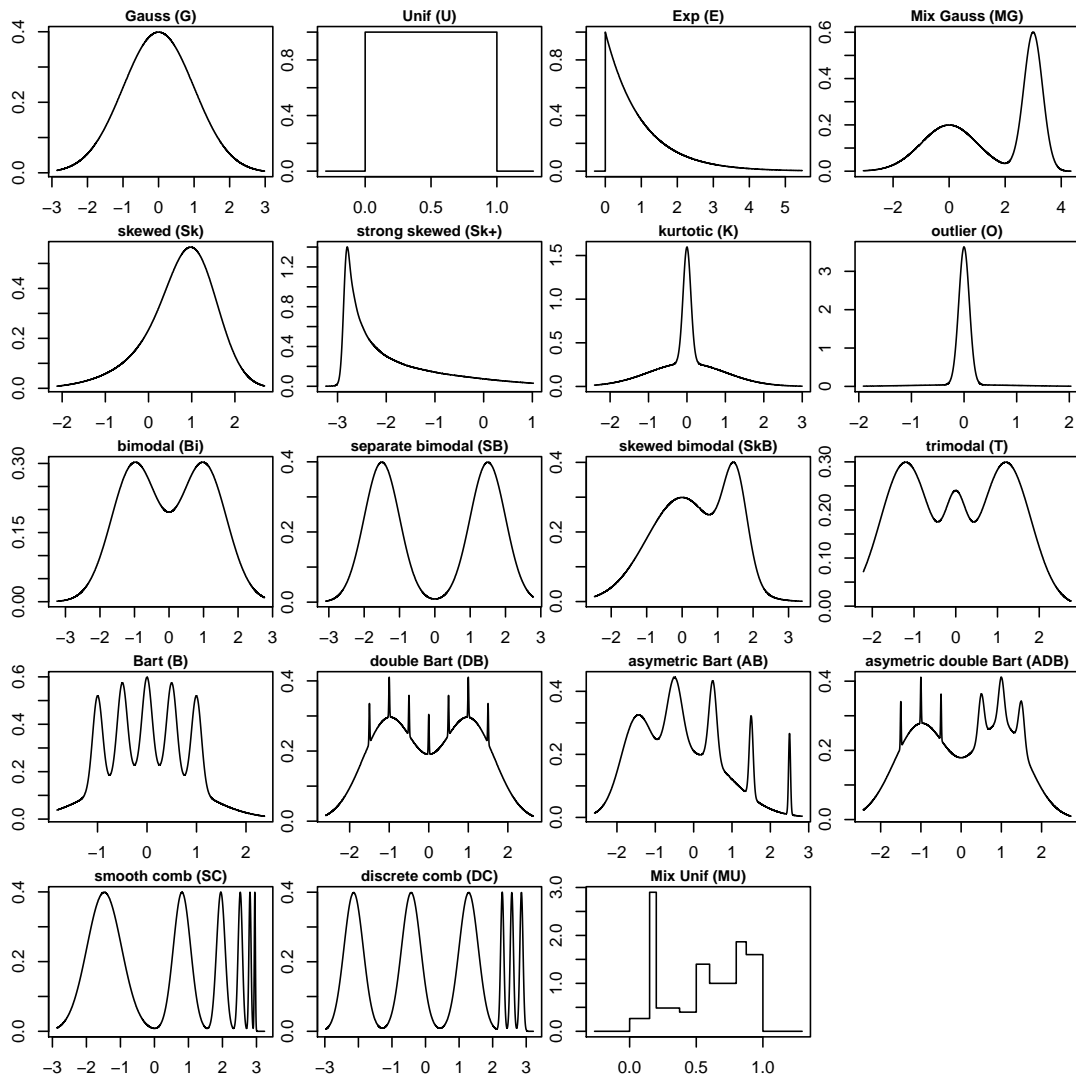 Gauss (G)
Unif (U)
Exp (E)
Mix Gauss (MG)
0.0 0.2 0.4
−3 −2 −1 0 1 2 3
0.0 0.4 0.8
0.0 0.5 1.0
0.0 0.4 0.8
0 1 2 3 4 5
0.0 0.2 0.4 0.6
−2 0 2 4
skewed (Sk)
strong skewed (Sk+)
kurtotic (K)
outlier (O)
0.0 0.2 0.4
−2 −1 0 1 2
0.0 0.4 0.8 1.2
−3 −2 −1 0 1
0.0 0.5 1.0 1.5
−2 −1 0 1 2 3
0 1 2 3
−2 −1 0 1 2
bimodal (Bi)
separate bimodal (SB)
skewed bimodal (SkB)
trimodal (T)
0.00 0.15 0.30
−3 −2 −1 0 1 2
0.0 0.2 0.4
−3 −2 −1 0 1 2 3
0.0 0.2 0.4
−2 −1 0 1 2 3
0.00 0.10 0.20 0.30
−2 −1 0 1 2
Bart (B)
double Bart (DB)
asymetric Bart (AB)
asymetric double Bart (ADB)
0.0 0.2 0.4 0.6
−1 0 1 2
0.0 0.2 0.4
−2 −1 0 1 2
0.0 0.2 0.4
−2 −1 0 1 2 3
0.0 0.2 0.4
−2 −1 0 1 2
smooth comb (SC)
discrete comb (DC)
Mix Unif (MU)
0.0 0.2 0.4
−3 −2 −1 0 1 2 3
0.0 0.2 0.4
−3 −2 −1 0 1 2 3
0.0 1.0 2.0 3.0
0.0 0.5 1.0